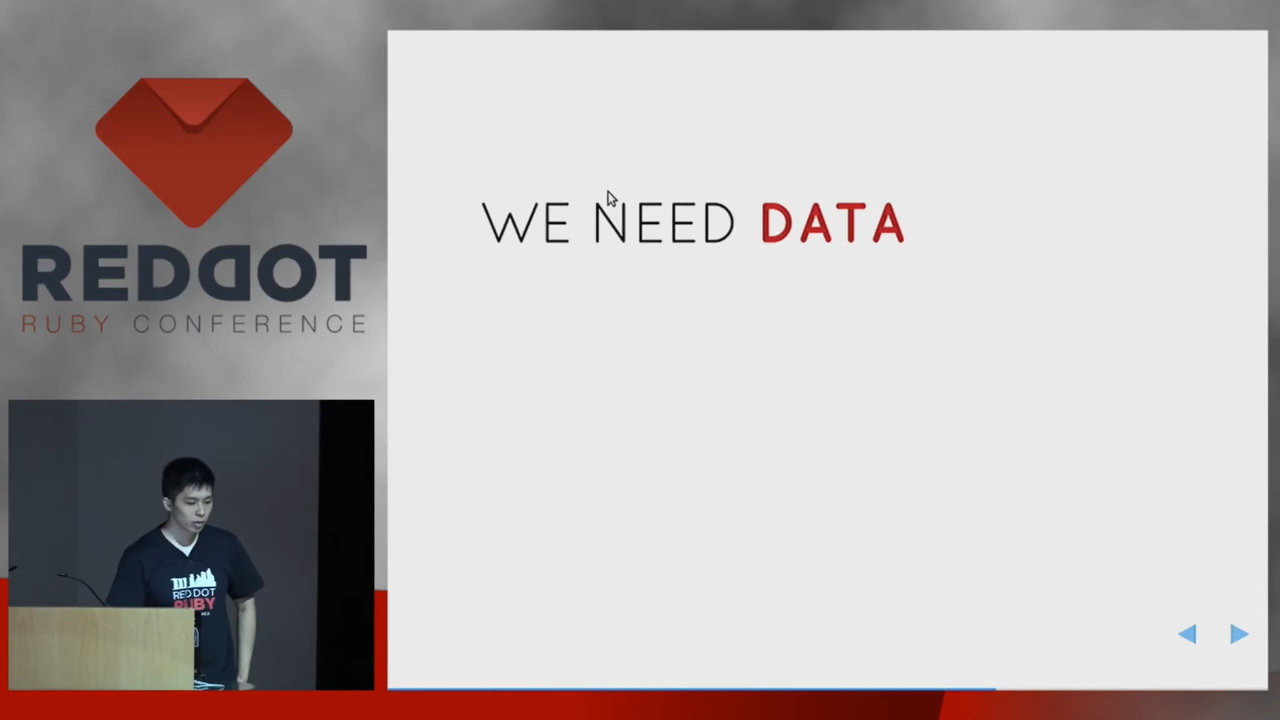 REDDOT
RUBY CONFERENCE
WE NEED DATA
RED DOT
RUBY